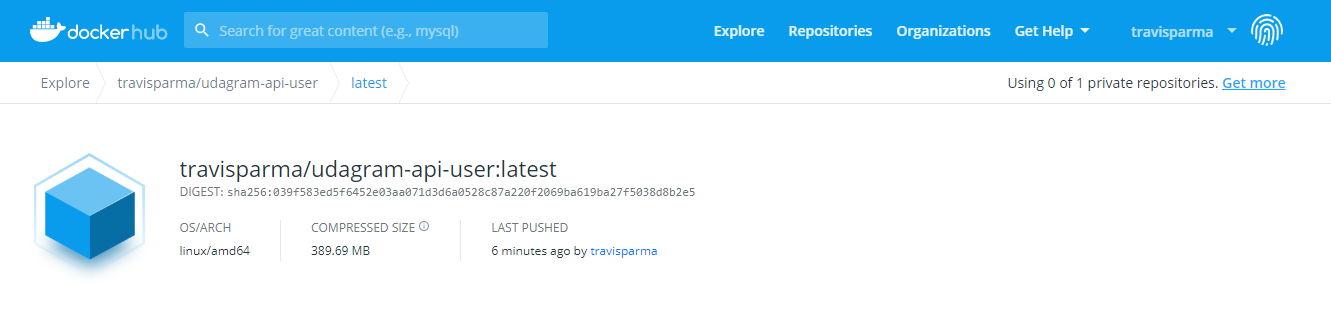 dockerhub Search for great content (e.g., mysql) Explore Repositories Organizations Get Help travisparma
Explore travisparma/udagram-api-user latest Using 0 of 1 private repositories. Get more
travisparma/udagram-api-user:latest
DIGEST: sha256:039f583ed5f6452e03aa071d3d6a0528c87a220f2069ba619ba27f5038d8b2e5
OS/ARCH COMPRESSED SIZE LAST PUSHED
linux/amd64 389.69 MB 6 minutes ago by travisparma